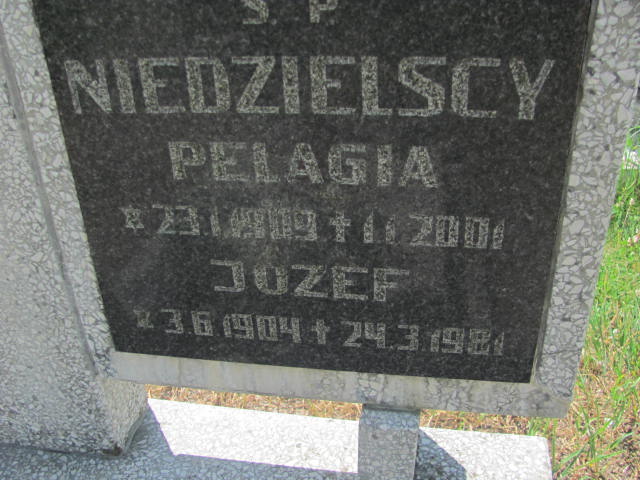 Ś. P.
NIEDZIELSCY
PELAGIA
* 23.1.1909 + 1.1.2001
JÓZEF
* 3.6.1904 + 24.3.1981